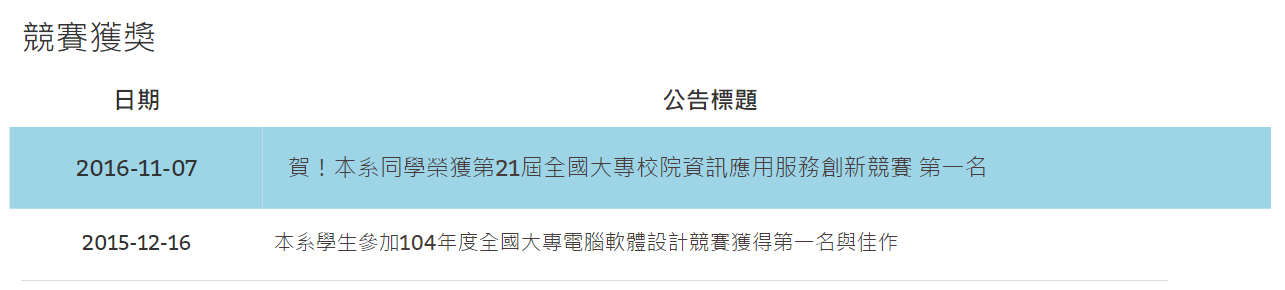 競賽獲獎
日期 公告標題
2016-11-07 賀！本系同學榮獲第21屆全國大專校院資訊應用服務創新競賽 第一名
2015-12-16 本系學生參加104年度全國大專電腦軟體設計競賽獲得第一名與佳作